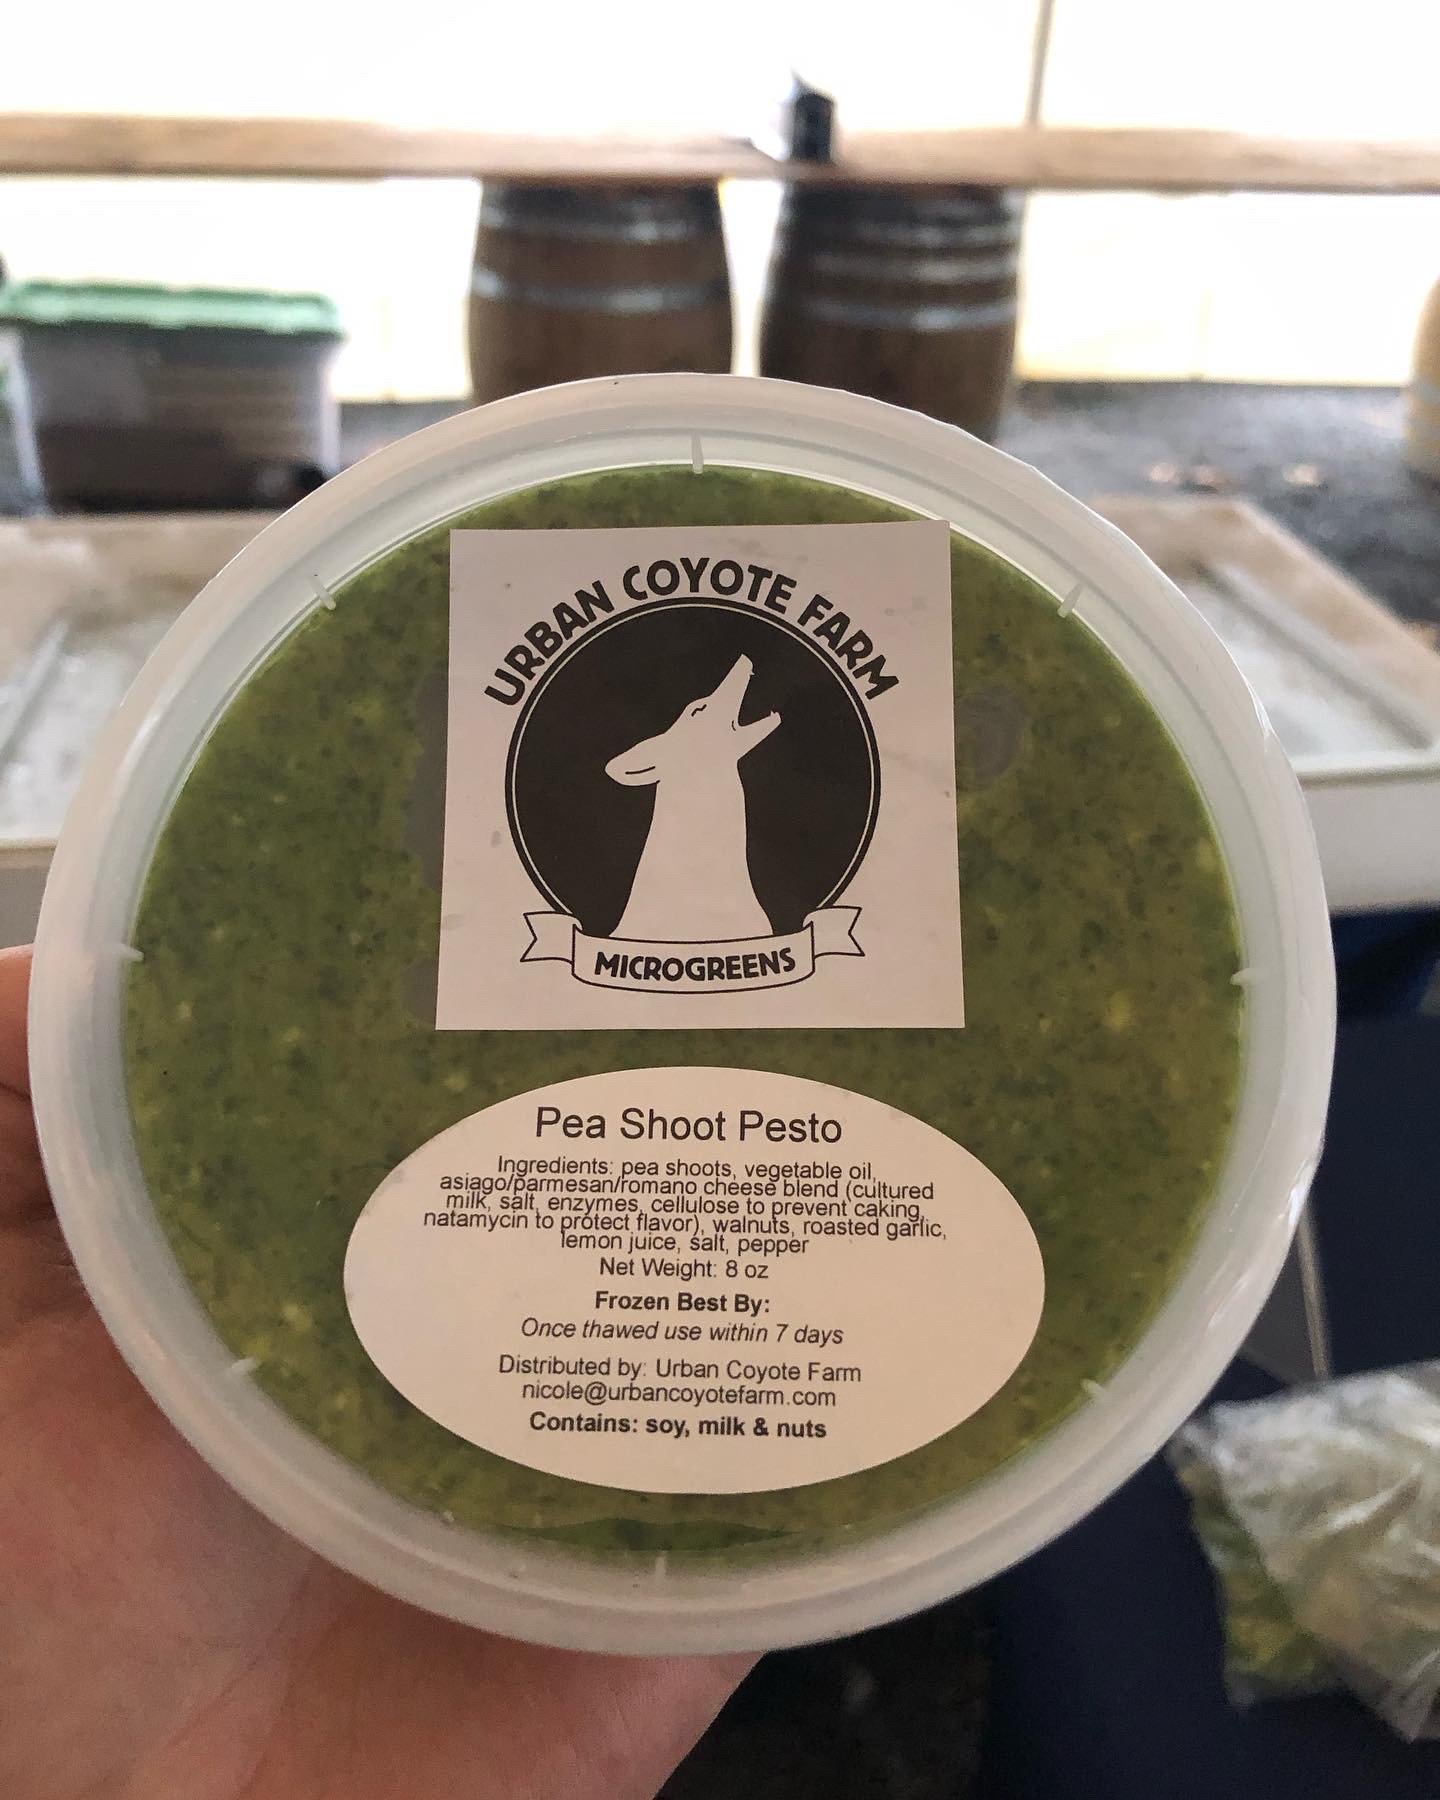 URBAN COYOTE FARM
MICROGREENS
Pea Shoot Pesto
Ingredients: pea shoots, vegetable oil,
asiago/parmesan/romano cheese blend (cultured
milk, salt, enzymes, cellulose to prevent caking,
natamycin to protect flavor), walnuts, roasted garlic,
lemon juice, salt, pepper
Net Weight: 8 oz
Frozen Best By:
Once thawed use within 7 days
Distributed by: Urban Coyote Farm
nicole@urbancoyotefarm.com
Contains: soy, milk & nuts